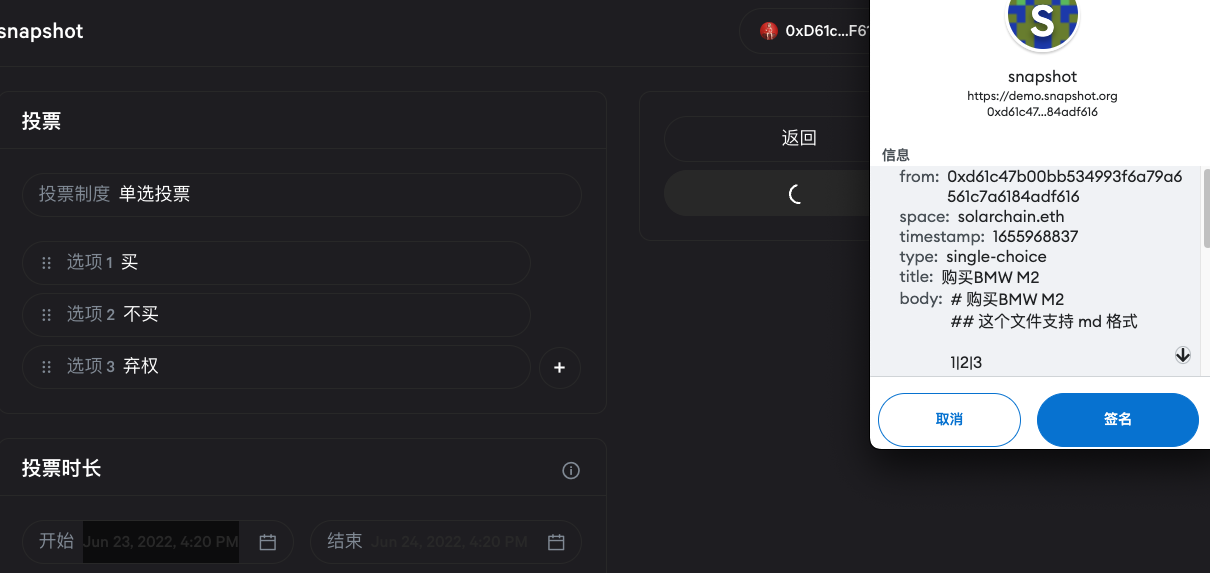 snapshot
0xD61c...F61
投票
投票制度 单选投票
选项 1 买
选项 2 不买
选项 3 弃权
+
投票时长
开始 Jun 23, 2022, 4:20 PM
结束 Jun 24, 2022, 4:20 PM
返回
S
snapshot
https://demo.snapshot.org
0xd61c47...84adf616
信息
from: 0xd61c47b00bb534993f6a79a6
561c7a6184adf616
space: solarchain.eth
timestamp: 1655968837
type: single-choice
title: 购买BMW M2
body: # 购买BMW M2
## 这个文件支持 md 格式
1|2|3
取消
签名